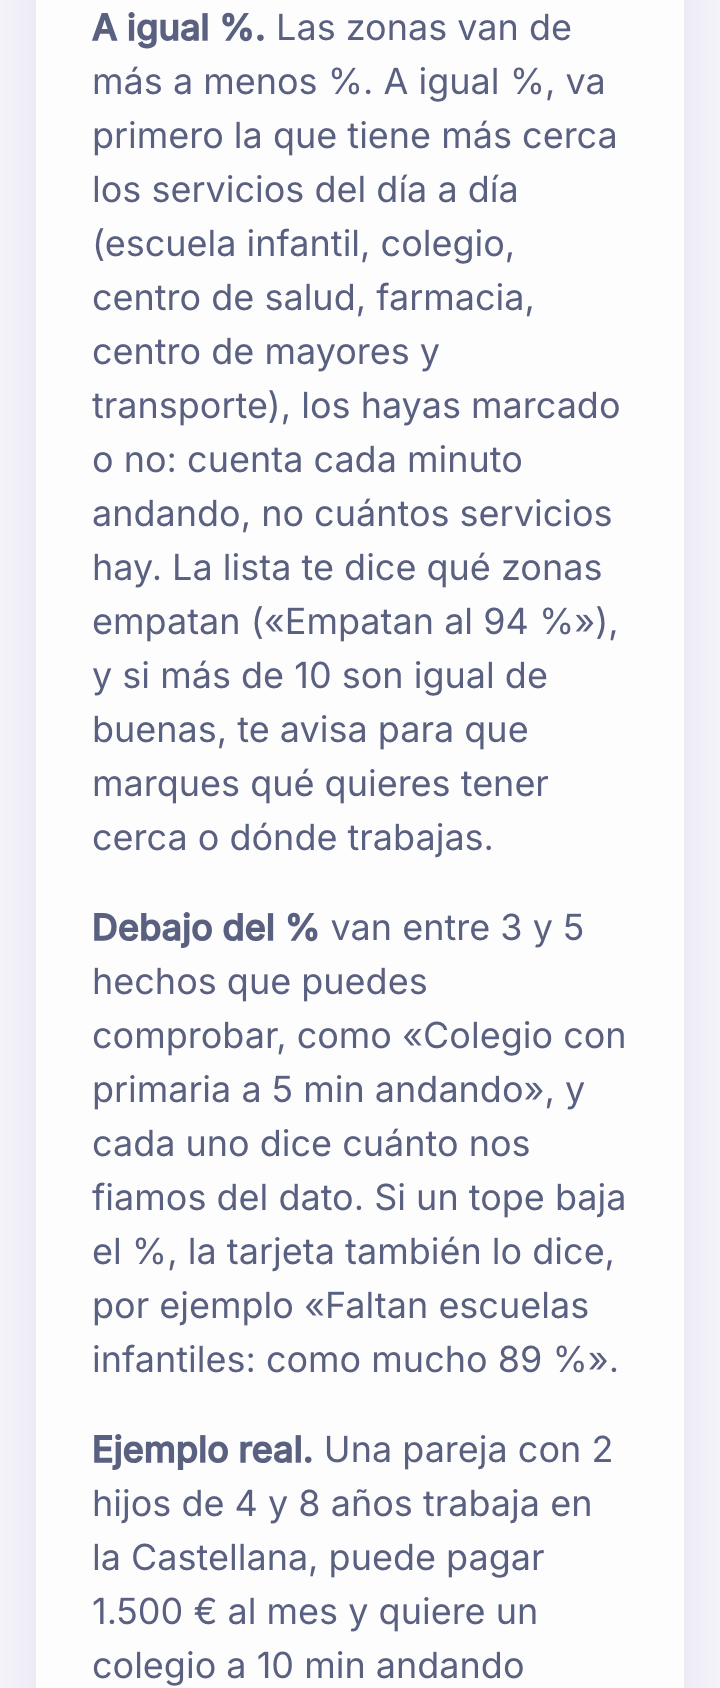 A igual %. Las zonas van de
más a menos %. A igual %, va
primero la que tiene más cerca
los servicios del día a día
(escuela infantil, colegio,
centro de salud, farmacia,
centro de mayores y
transporte), los hayas marcado
o no: cuenta cada minuto
andando, no cuántos servicios
hay. La lista te dice qué zonas
empatan («Empatan al 94 %»),
y si más de 10 son igual de
buenas, te avisa para que
marques qué quieres tener
cerca o dónde trabajas.
Debajo del % van entre 3 y 5
hechos que puedes
comprobar, como «Colegio con
primaria a 5 min andando», y
cada uno dice cuánto nos
fiamos del dato. Si un tope baja
el %, la tarjeta también lo dice,
por ejemplo «Faltan escuelas
infantiles: como mucho 89 %».
Ejemplo real. Una pareja con 2
hijos de 4 y 8 años trabaja en
la Castellana, puede pagar
1.500 € al mes y quiere un
colegio a 10 min andando